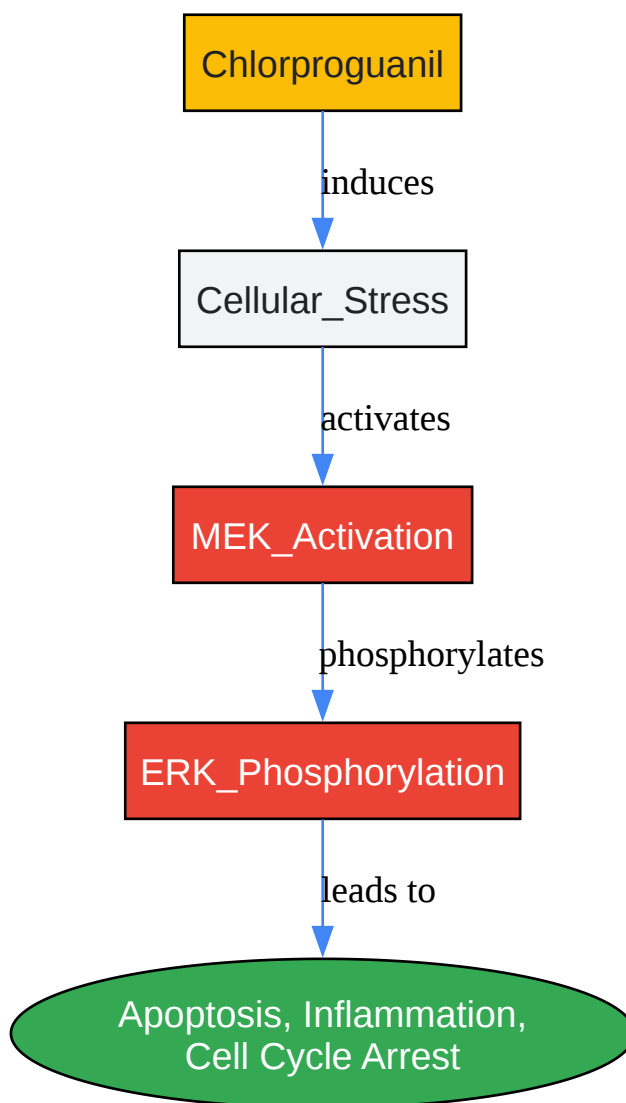 Chlorproguanil
induces
Cellular_Stress
activates
MEK_Activation
phosphorylates
ERK_Phosphorylation
leads to
Apoptosis, Inflammation,
Cell Cycle Arrest